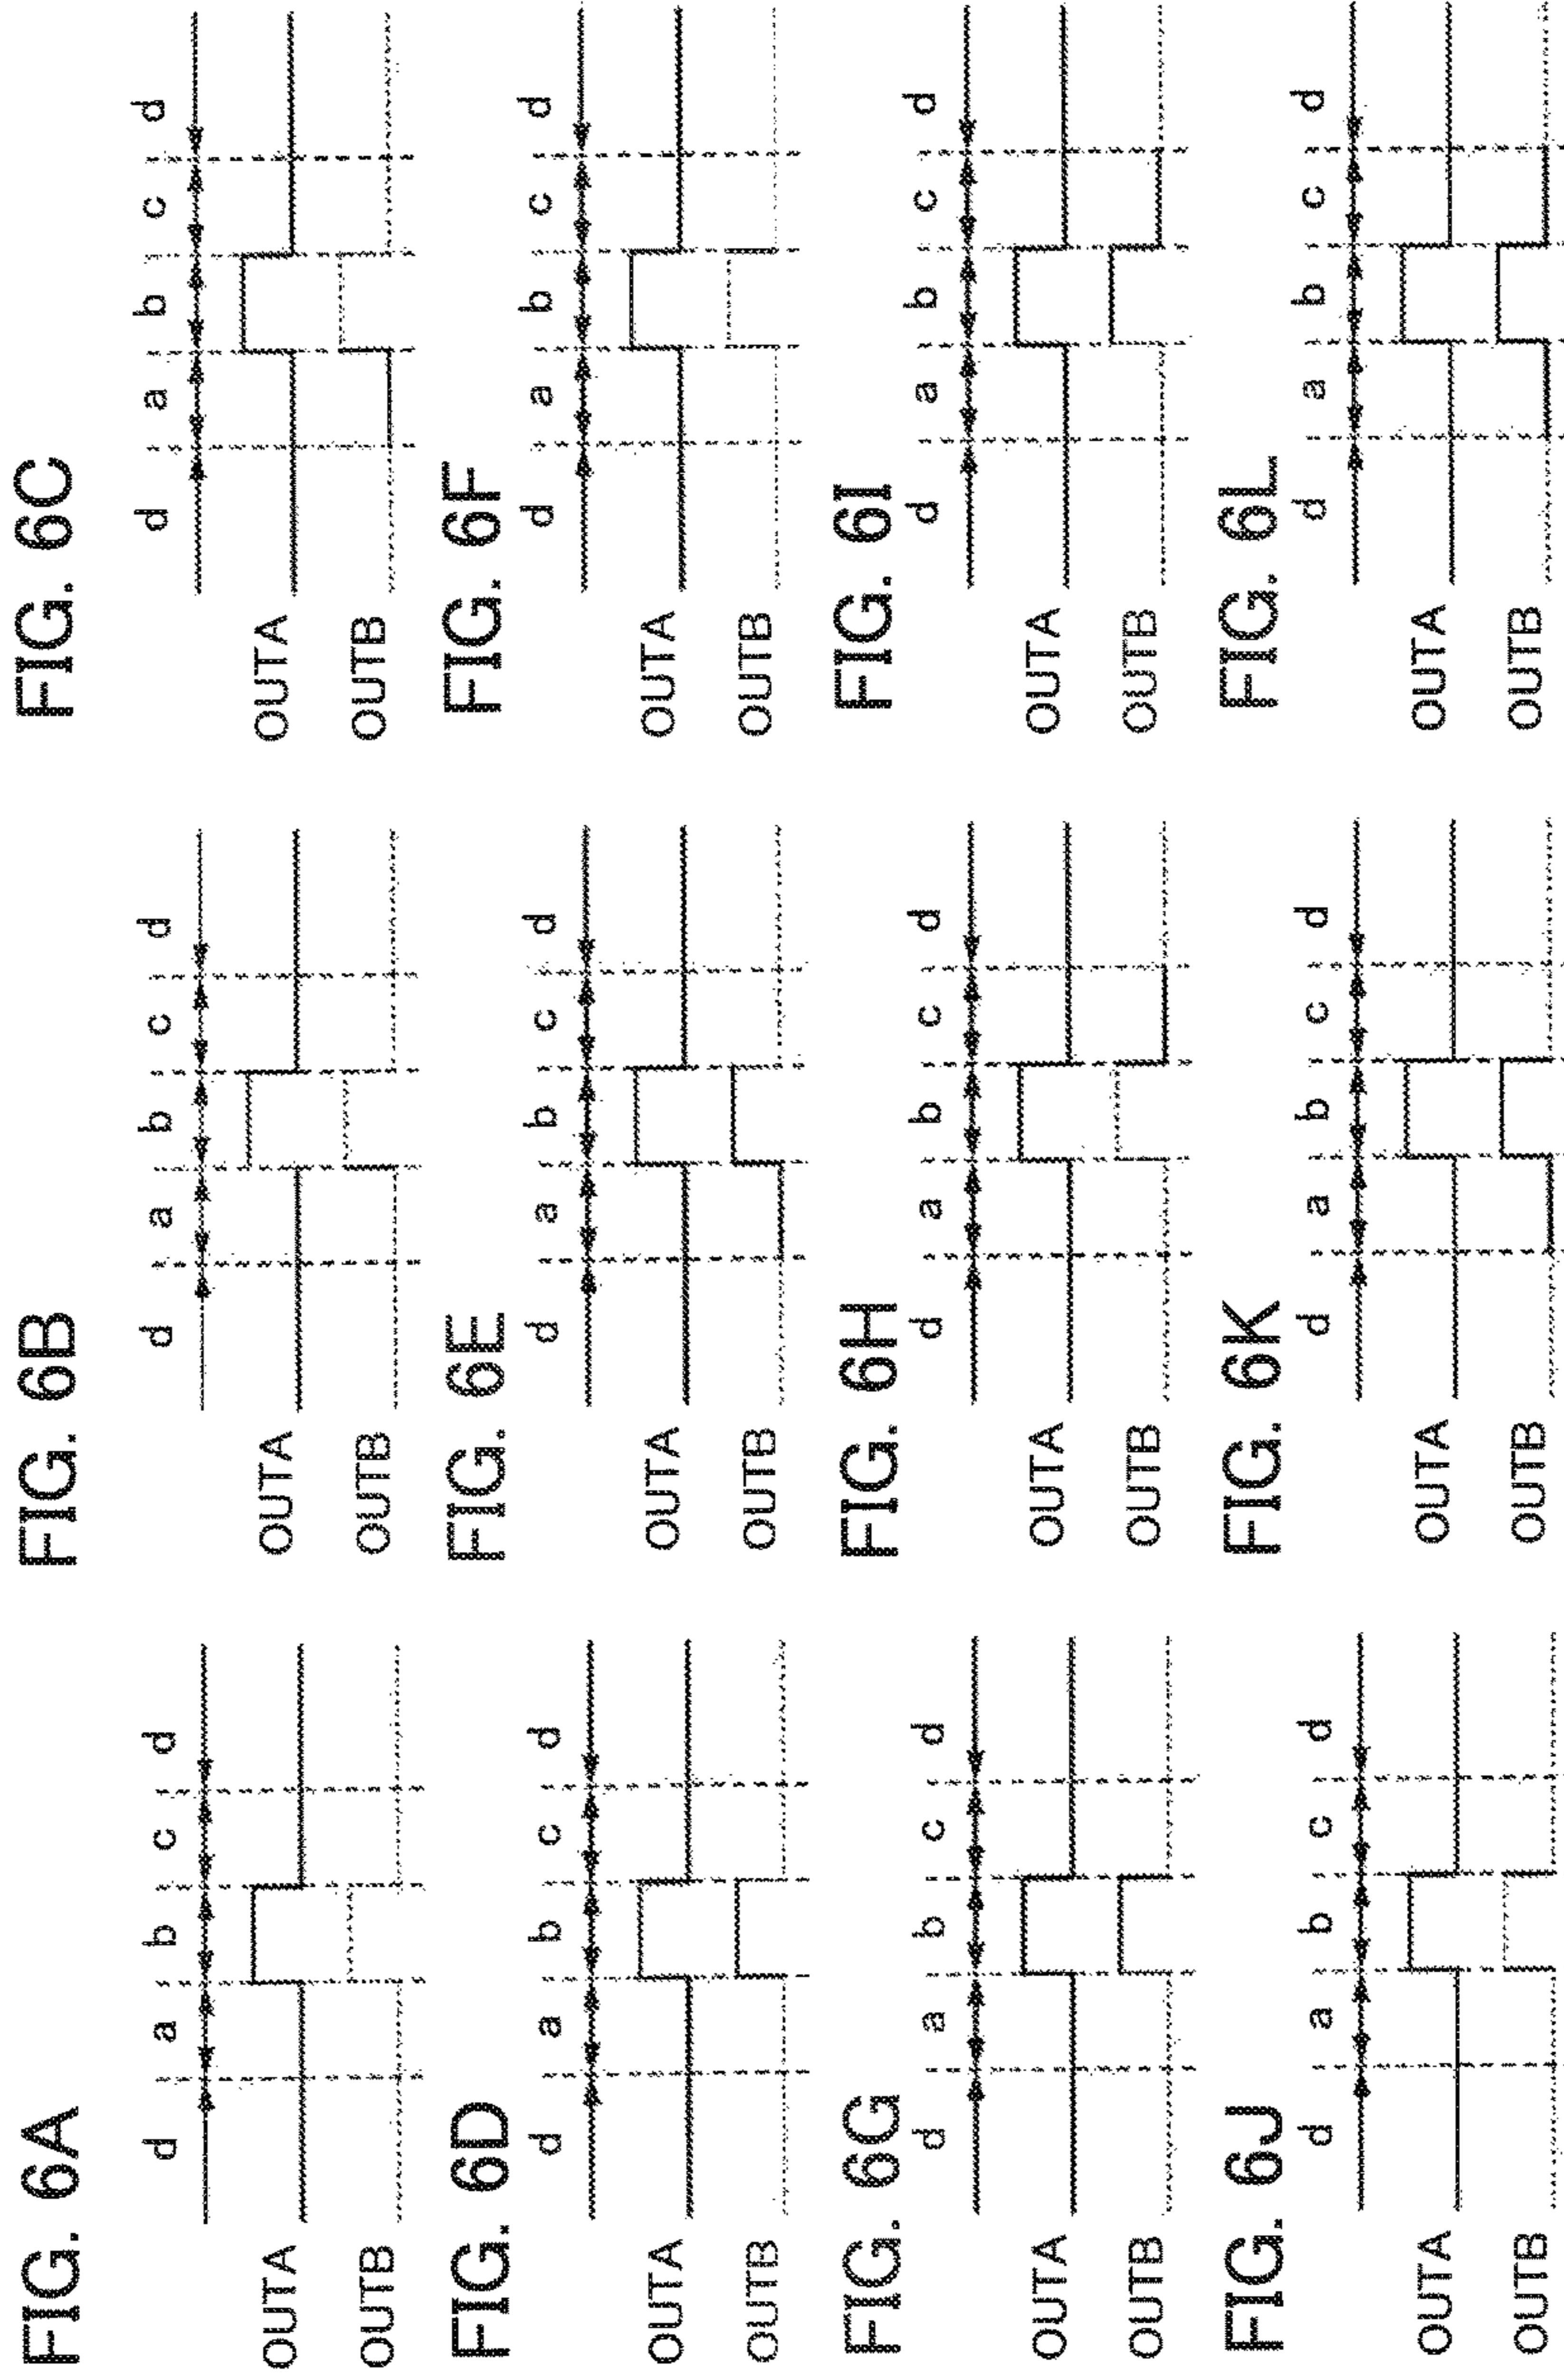 FIG. 6A
d a b c d
OUTA
OUTB
FIG. 6B
d a b c d
OUTA
OUTB
FIG. 6C
d a b c d
OUTA
OUTB
FIG. 6D
d a b c d
OUTA
OUTB
FIG. 6E
d a b c d
OUTA
OUTB
FIG. 6F
d a b c d
OUTA
OUTB
FIG. 6G
d a b c d
OUTA
OUTB
FIG. 6H
d a b c d
OUTA
OUTB
FIG. 6I
d a b c d
OUTA
OUTB
FIG. 6J
d a b c d
OUTA
OUTB
FIG. 6K
d a b c d
OUTA
OUTB
FIG. 6L
d a b c d
OUTA
OUTB